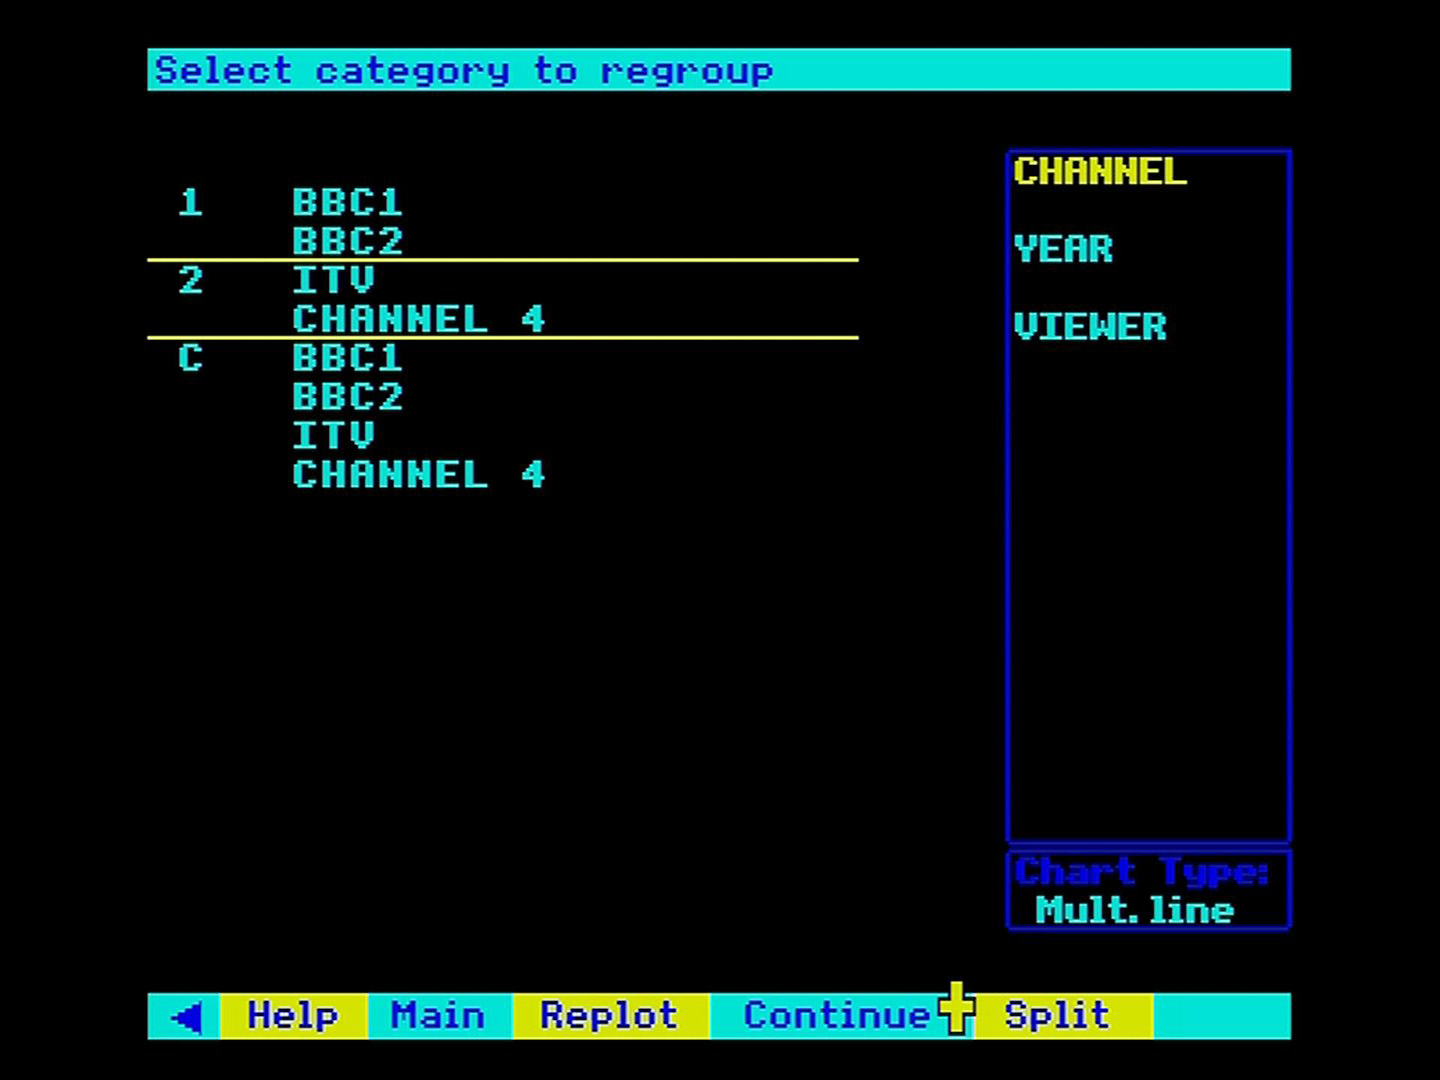 Select category to regroup
1 BBC1
BBC2
2 ITV
CHANNEL 4
C BBC1
BBC2
ITV
CHANNEL 4
CHANNEL
YEAR
VIEWER
Chart Type:
Mult.line
Help Main Replot Continue Split